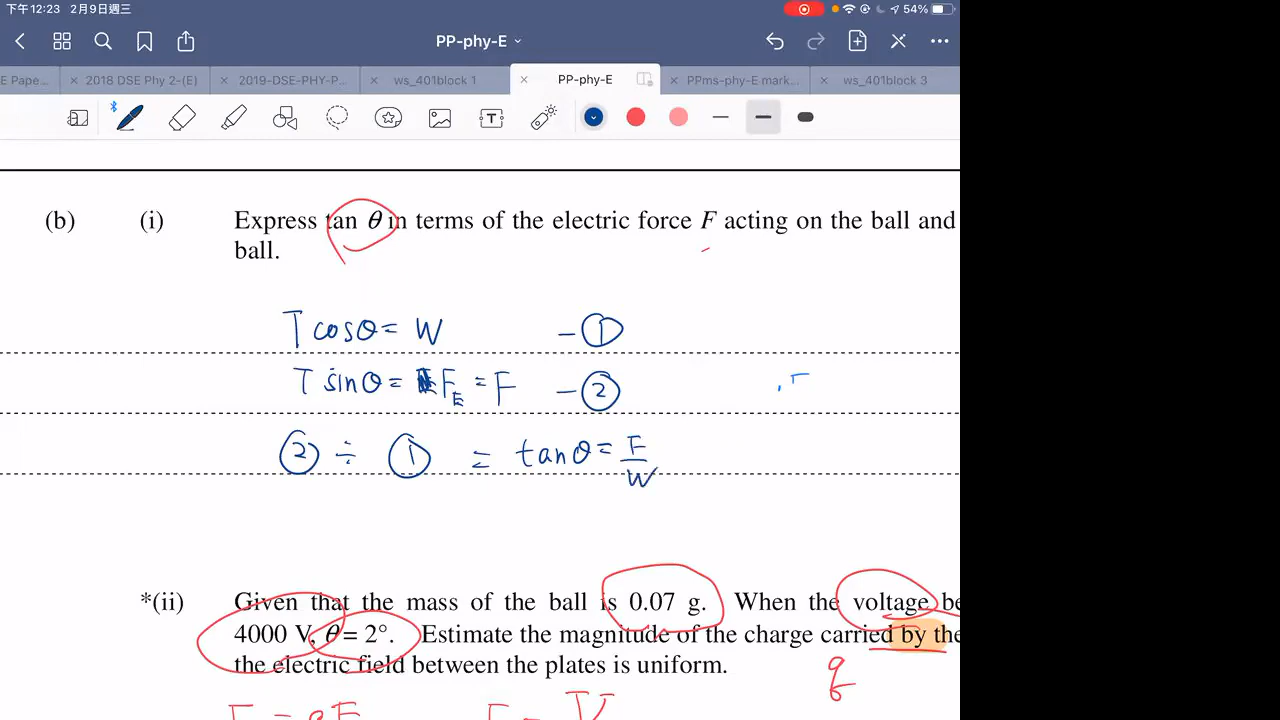 下午12:23 2月9日週三
54%
PP-phy-E
E Pape...
2018 DSE Phy 2-(E)
2019-DSE-PHY-P...
ws_401block 1
PP-phy-E
PPms-phy-E mark...
ws_401block 3
(b) (i) Express tan θ in terms of the electric force F acting on the ball and
ball.
T cosθ = W - ①
T sinθ = F_E = F - ②
② ÷ ① = tanθ = F/W
*(ii) Given that the mass of the ball is 0.07 g. When the voltage be
4000 V, θ = 2°. Estimate the magnitude of the charge carried by the
the electric field between the plates is uniform.
q